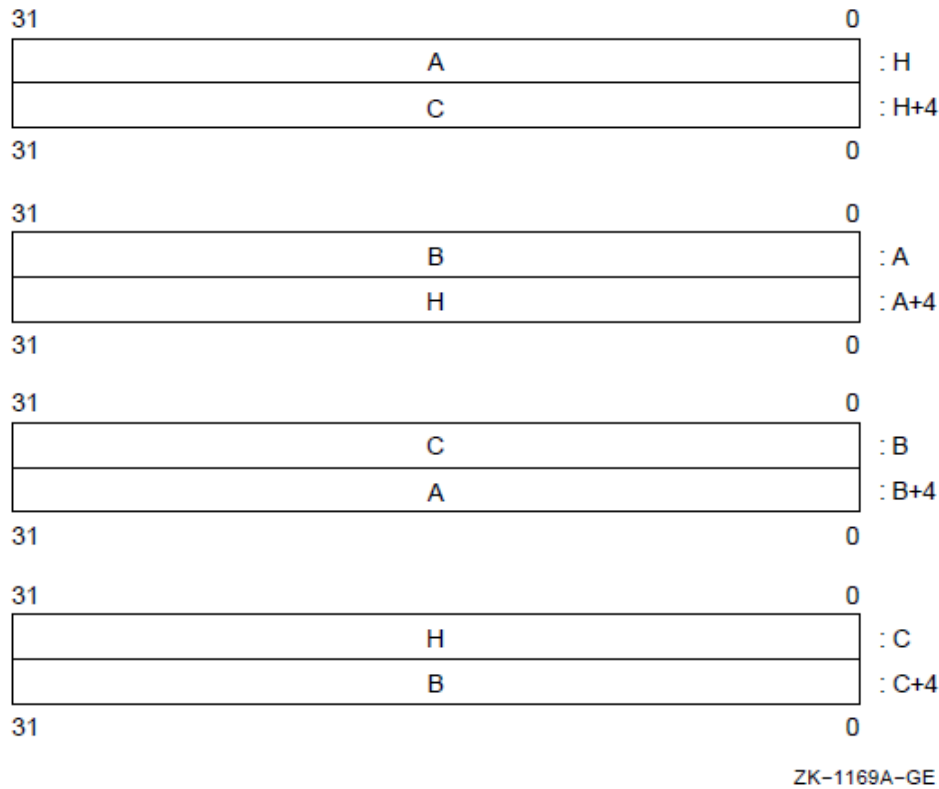 31 0
A : H
C : H+4
31 0
31 0
B : A
H : A+4
31 0
31 0
C : B
A : B+4
31 0
31 0
H : C
B : C+4
31 0
ZK–1169A–GE